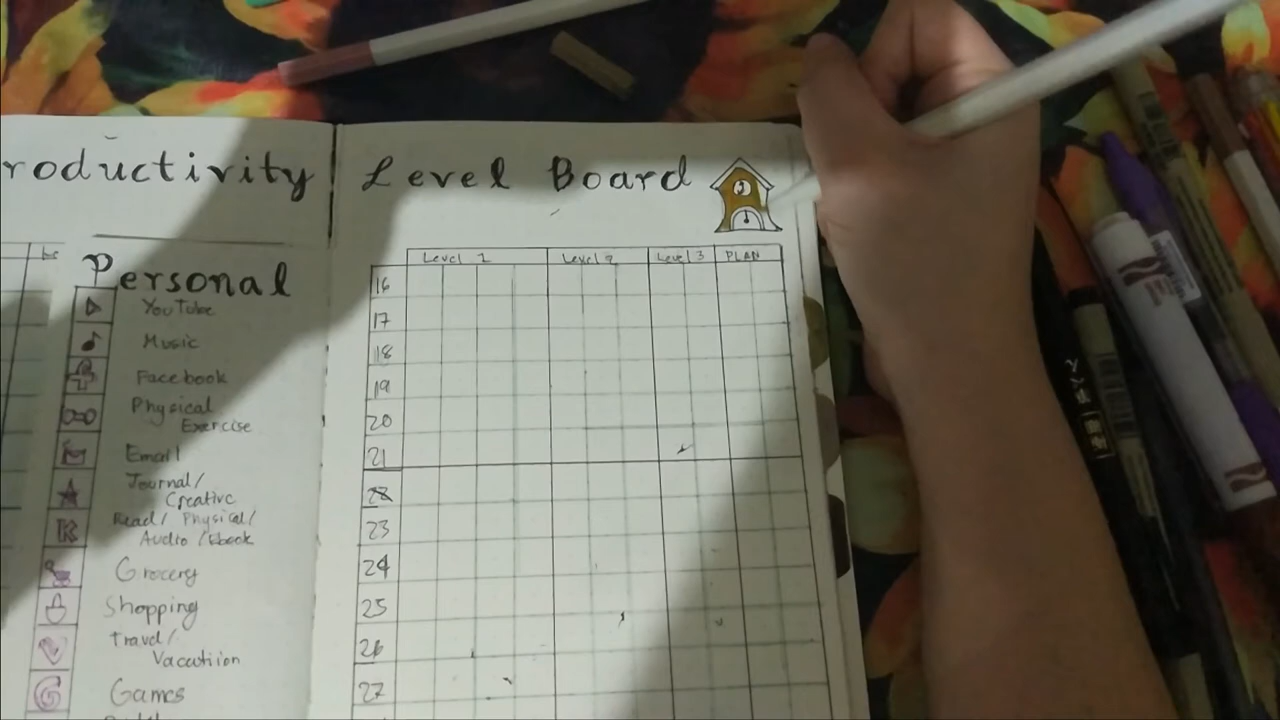 roductivity
Personal
YouTube
Music
Facebook
Physical
Exercise
Email
Journal/
Creative
Read/ Physical/
Audio /Ebook
Grocery
Shopping
Travel/
Vacatiion
Games
Level Board
Level 1 Level 2 Level 3 PLAN
16
17
18
19
20
21
22
23
24
25
26
27